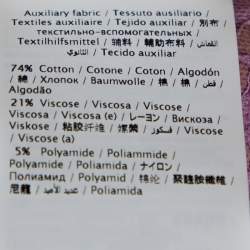 Auxiliary fabric / Tessuto ausiliario /
Textiles auxiliaire / Tejido auxiliar / 別布 /
текстильно-вспомогательных /
Textilhilfsmittel / 辅料 / 輔助布料 /
Tecido auxiliar
74% Cotton / Cotone / Coton / Algodón
/ 棉 / Хлопок / Baumwolle / 棉 / 棉 / قطن /
Algodão
21% Viscose / Viscosa / Viscose /
Viscosa / Viscosa (e) / レーヨン / Вискоза
/ Viskose / 粘胶纤维 / 嫘縈 / فسكوز /
Viscose / Viscose (a)
5% Polyamide / Poliammide /
Polyamide / Poliamida / ナイロン /
Полиамид / Polyamid / 锦纶 / 聚醯胺纖維 /
尼龍 / عديد الأميد / Poliamida